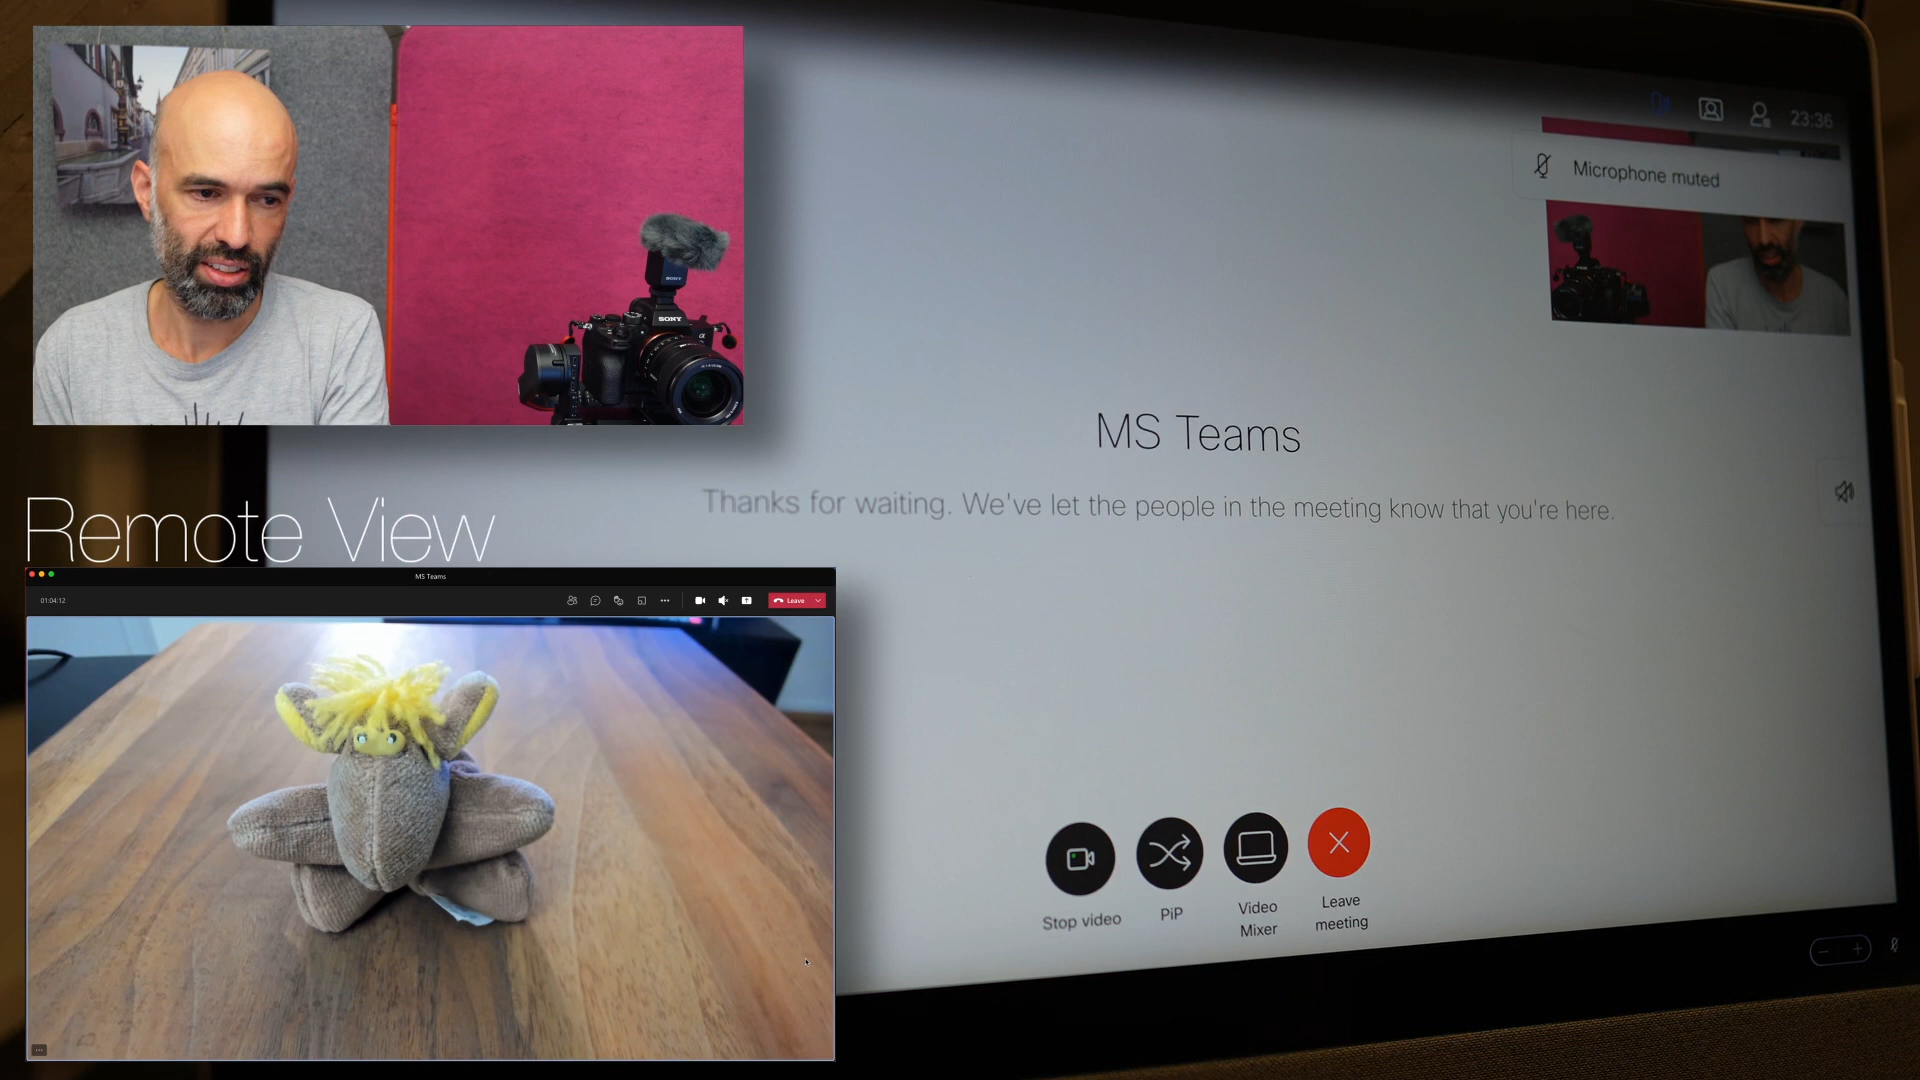 SONY
SONY
23:36
Microphone muted
MS Teams
Thanks for waiting. We've let the people in the meeting know that you're here.
Remote View
MS Teams
01:04:12
Leave
Stop video
PiP
Video
Mixer
Leave
meeting